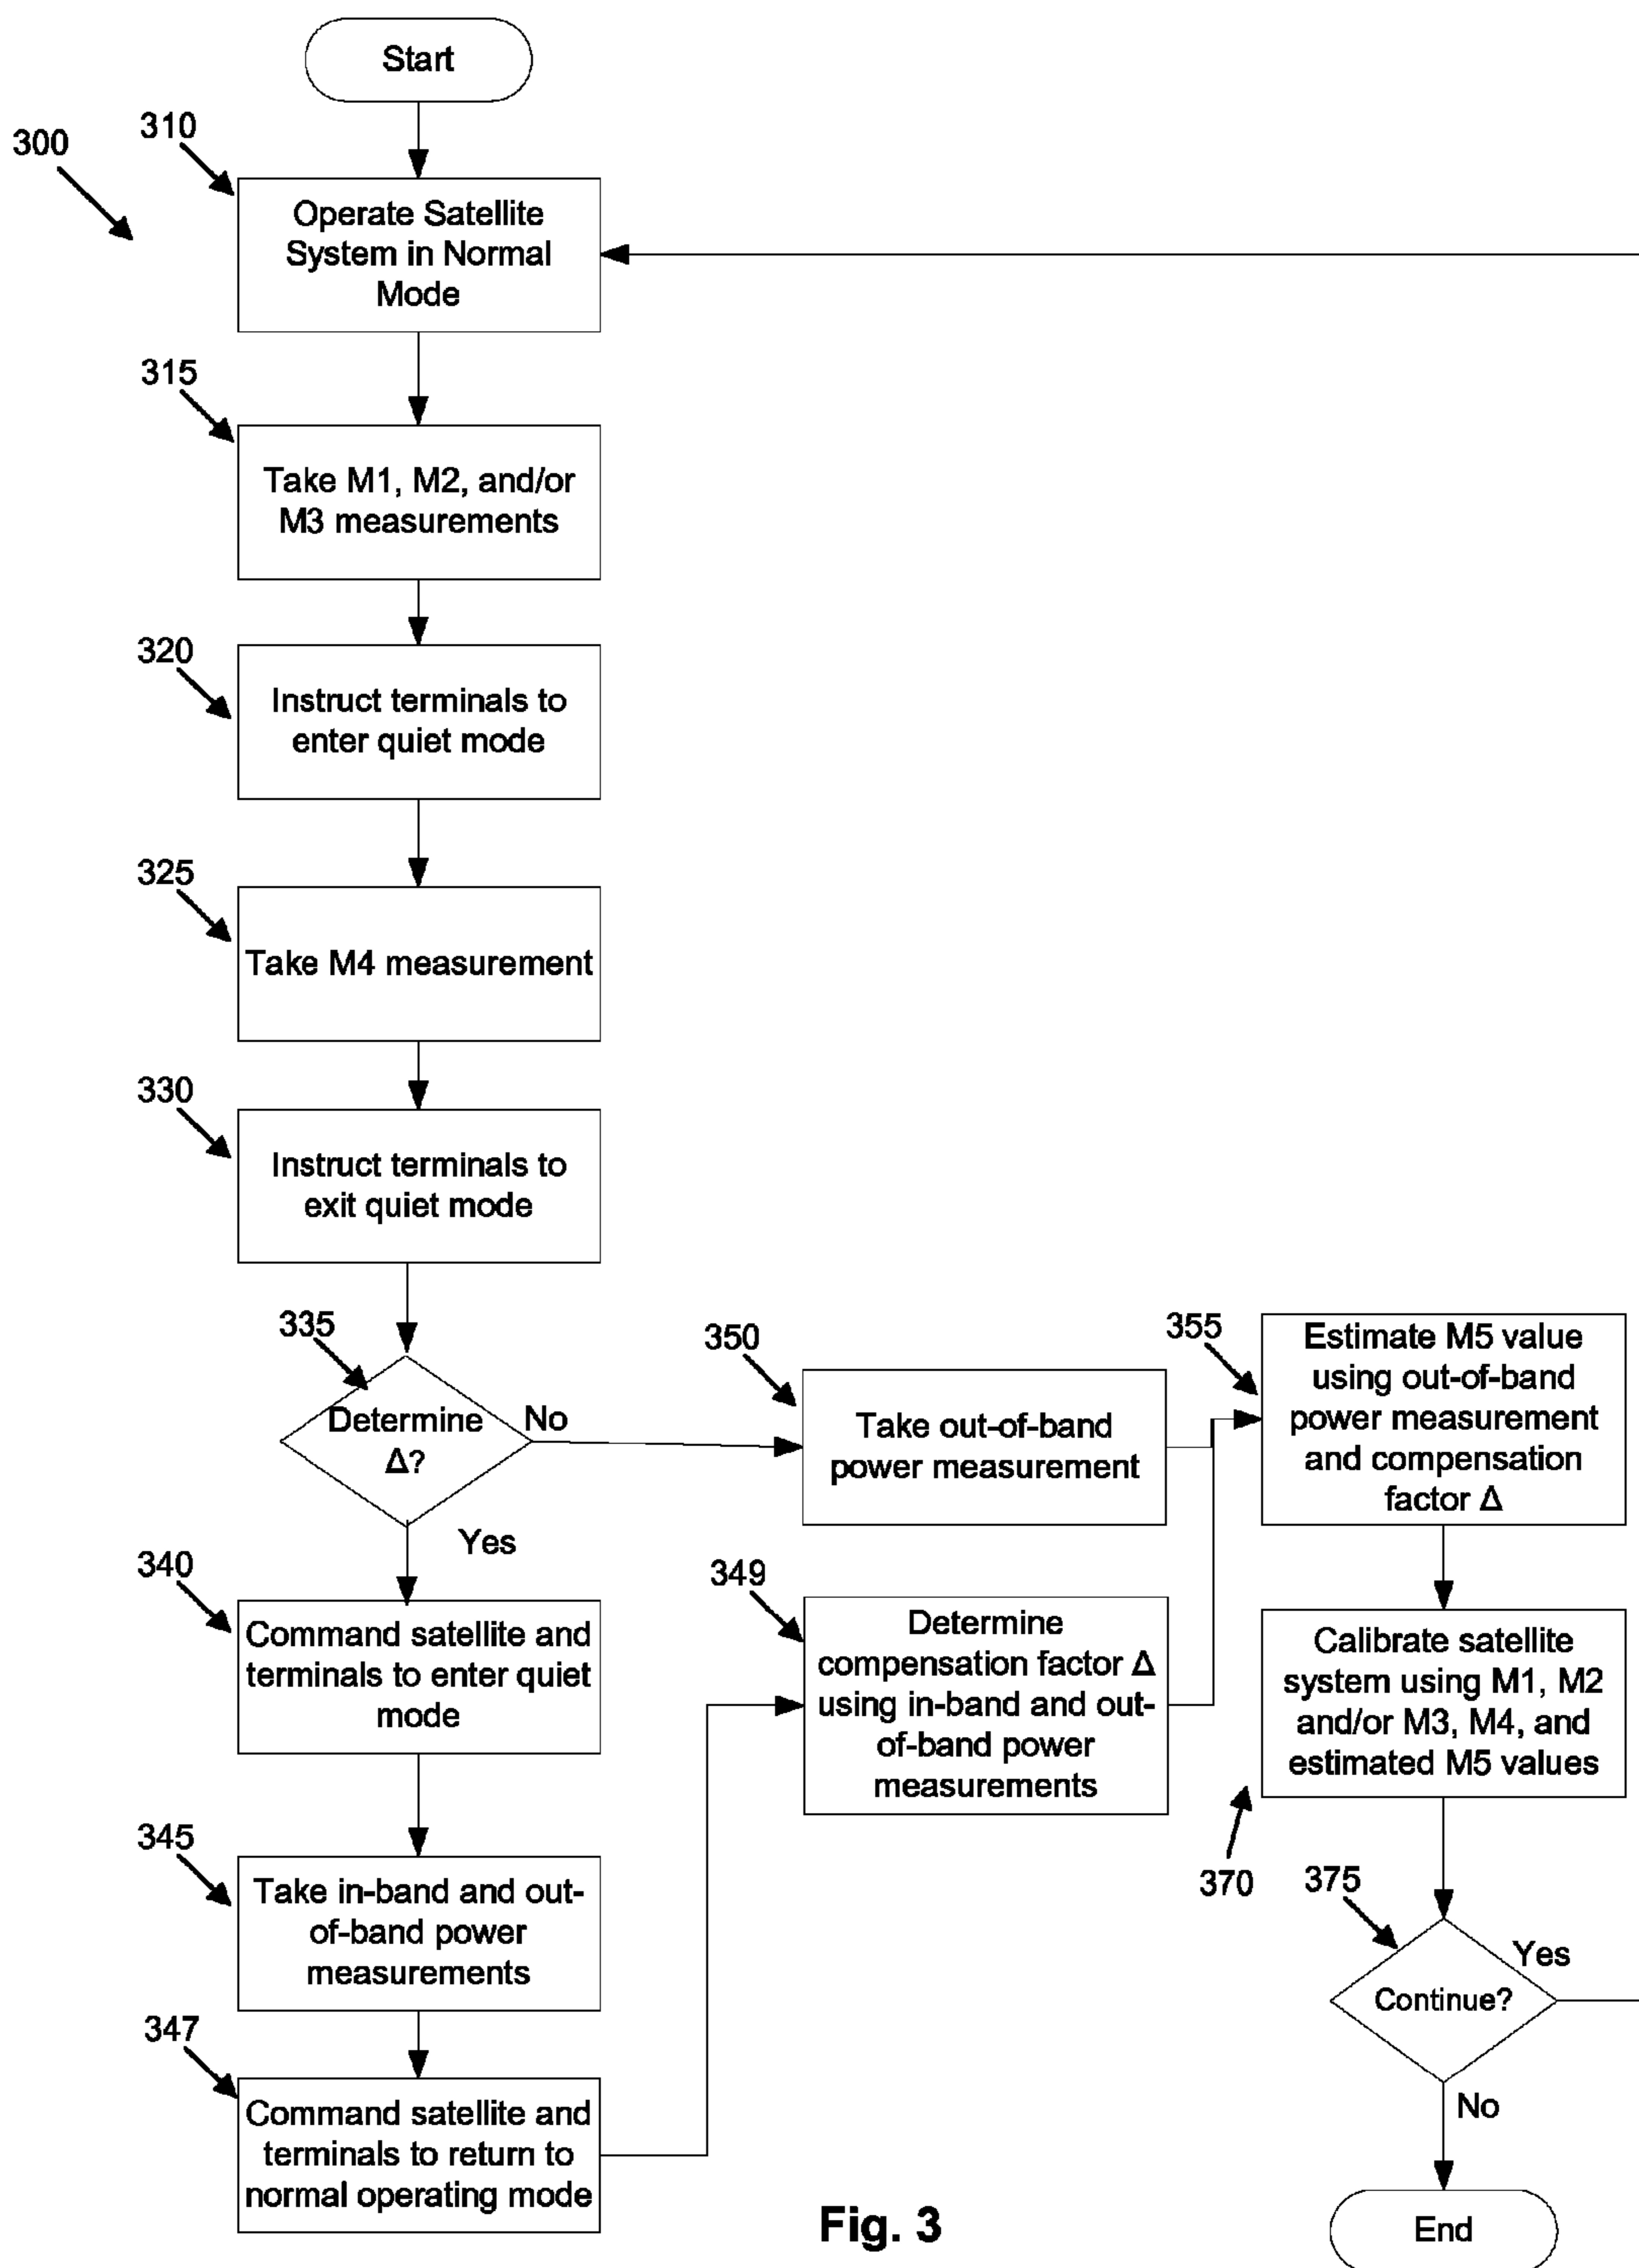 Start
300
310
Operate Satellite
System in Normal
Mode
315
Take M1, M2, and/or
M3 measurements
320
Instruct terminals to
enter quiet mode
325
Take M4 measurement
330
Instruct terminals to
exit quiet mode
335
Determine
Δ?
No
Yes
340
Command satellite and
terminals to enter quiet
mode
345
Take in-band and out-
of-band power
measurements
347
Command satellite and
terminals to return to
normal operating mode
350
Take out-of-band
power measurement
349
Determine
compensation factor Δ
using in-band and out-
of-band power
measurements
355
Estimate M5 value
using out-of-band
power measurement
and compensation
factor Δ
370
Calibrate satellite
system using M1, M2
and/or M3, M4, and
estimated M5 values
375
Continue?
Yes
No
End
Fig. 3